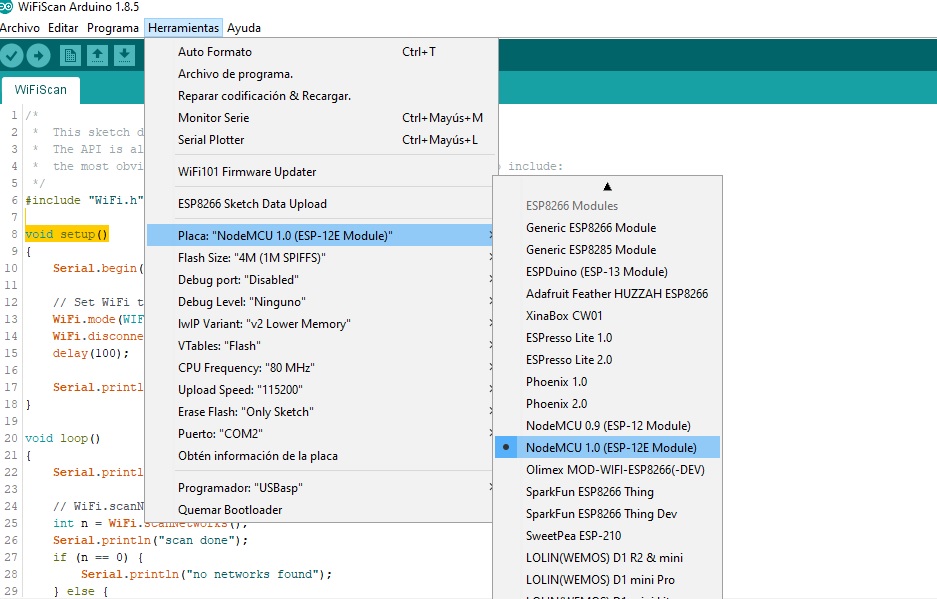 WiFiScan Arduino 1.8.5
Archivo Editar Programa Herramientas Ayuda
WiFiScan
Auto Formato Ctrl+T
Archivo de programa.
Reparar codificación & Recargar.
Monitor Serie Ctrl+Mayús+M
Serial Plotter Ctrl+Mayús+L
WiFi101 Firmware Updater
ESP8266 Sketch Data Upload
Placa: "NodeMCU 1.0 (ESP-12E Module)"
Flash Size: "4M (1M SPIFFS)"
Debug port: "Disabled"
Debug Level: "Ninguno"
IwIP Variant: "v2 Lower Memory"
VTables: "Flash"
CPU Frequency: "80 MHz"
Upload Speed: "115200"
Erase Flash: "Only Sketch"
Puerto: "COM2"
Obtén información de la placa
Programador: "USBasp"
Quemar Bootloader
ESP8266 Modules
Generic ESP8266 Module
Generic ESP8285 Module
ESPDuino (ESP-13 Module)
Adafruit Feather HUZZAH ESP8266
XinaBox CW01
ESPresso Lite 1.0
ESPresso Lite 2.0
Phoenix 1.0
Phoenix 2.0
NodeMCU 0.9 (ESP-12 Module)
NodeMCU 1.0 (ESP-12E Module)
Olimex MOD-WIFI-ESP8266(-DEV)
SparkFun ESP8266 Thing
SparkFun ESP8266 Thing Dev
SweetPea ESP-210
LOLIN(WEMOS) D1 R2 & mini
LOLIN(WEMOS) D1 mini Pro
1 /*
2 * This sketch d
3 * The API is al
4 * the most obvi o include:
5 */
6 #include "WiFi.h"
7
8 void setup()
9 {
10 Serial.begin(
11
12 // Set WiFi t
13 WiFi.mode(WIF
14 WiFi.disconne
15 delay(100);
16
17 Serial.printl
18 }
19
20 void loop()
21 {
22 Serial.printl
23
24 // WiFi.scanN
25 int n = WiFi.scanNetworks();
26 Serial.println("scan done");
27 if (n == 0) {
28 Serial.println("no networks found");
29 } else {